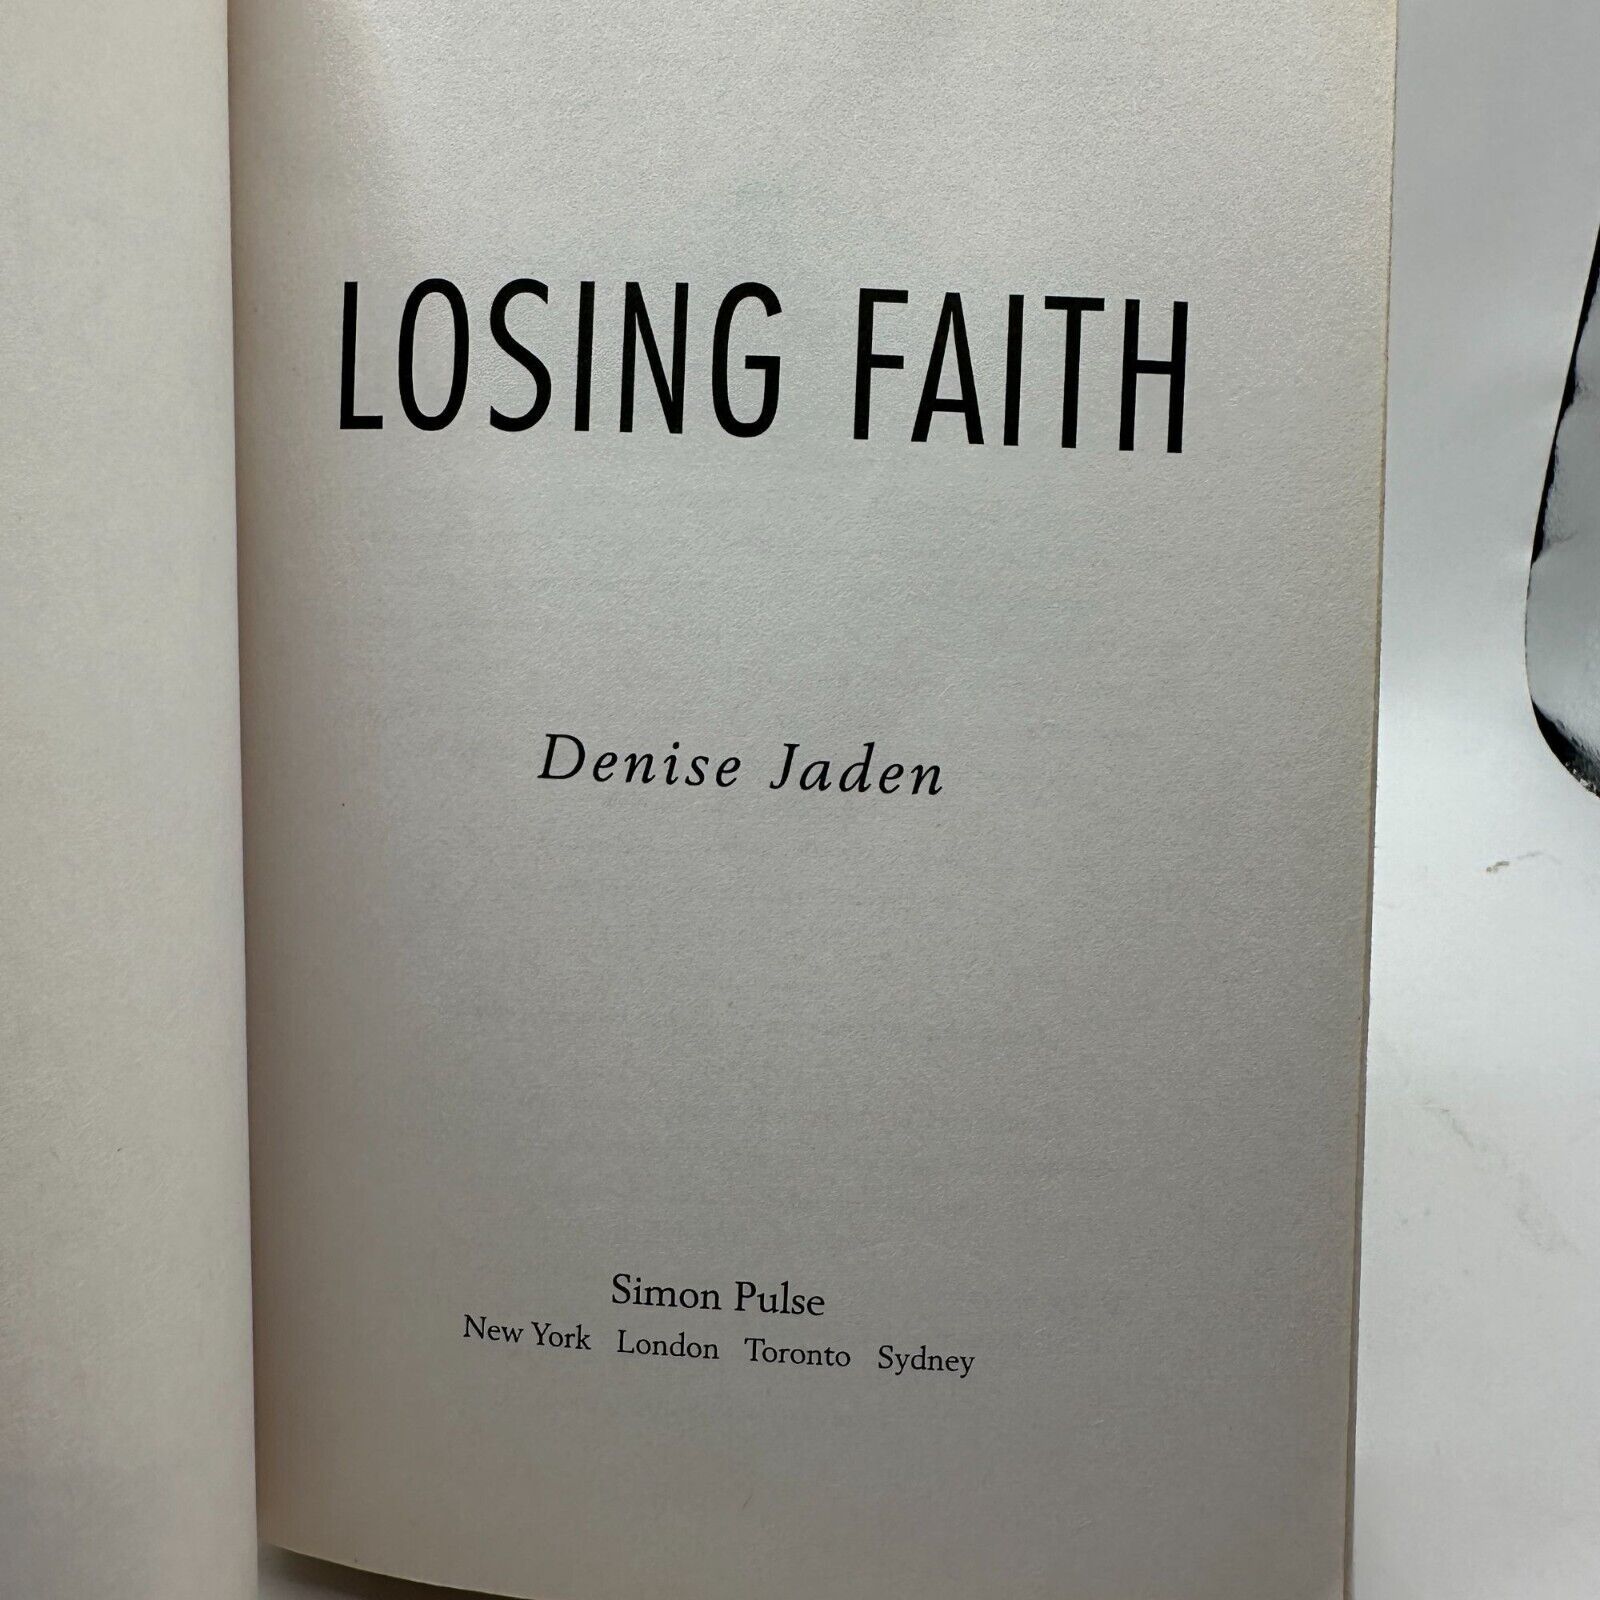 LOSING FAITH
Denise Jaden
Simon Pulse
New York London Toronto Sydney